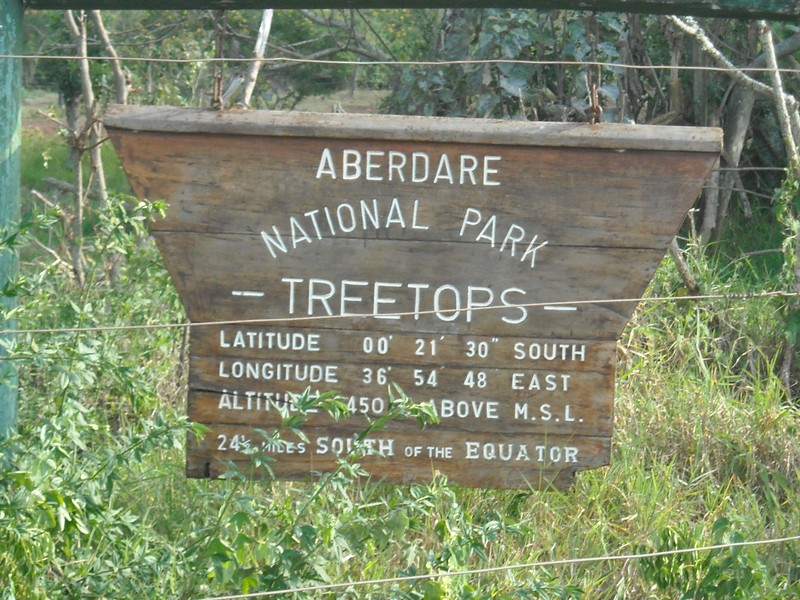 ABERDARE
NATIONAL PARK
– TREETOPS –
LATITUDE 00' 21' 30" SOUTH
LONGITUDE 36' 54' 48 EAST
ALTITUDE ABOVE M.S.L.
24½ MILES SOUTH OF THE EQUATOR